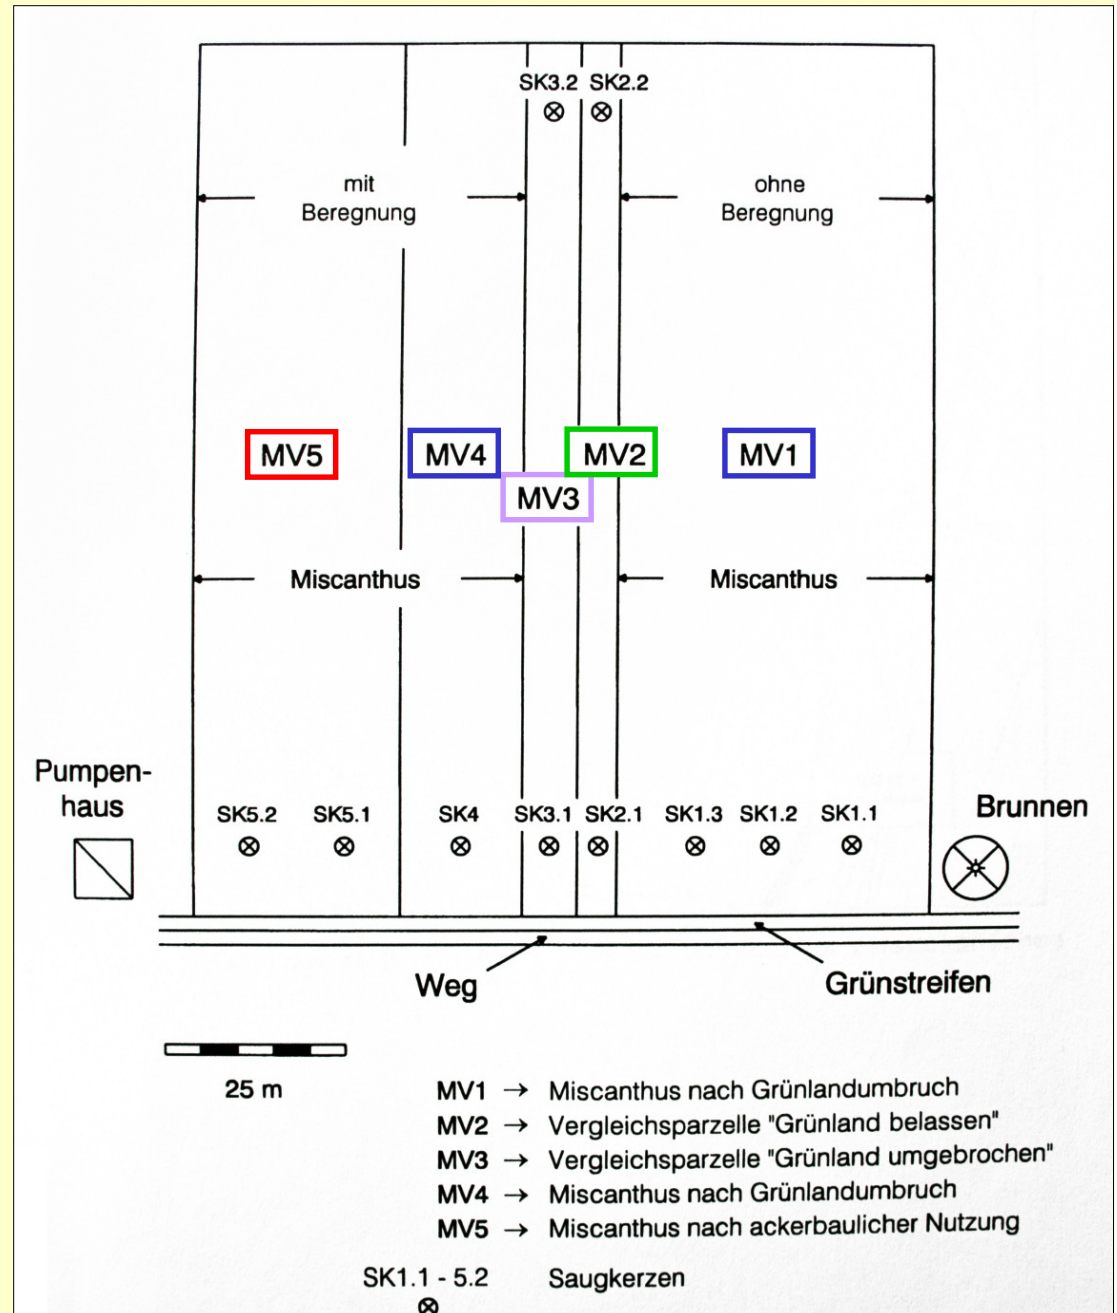 SK3.2 SK2.2
mit
Beregnung
ohne
Beregnung
MV5 MV4 MV2 MV1
MV3
Miscanthus Miscanthus
Pumpen-
haus
SK5.2 SK5.1 SK4 SK3.1 SK2.1 SK1.3 SK1.2 SK1.1
Brunnen
Weg Grünstreifen
25 m
MV1 → Miscanthus nach Grünlandumbruch
MV2 → Vergleichsparzelle "Grünland belassen"
MV3 → Vergleichsparzelle "Grünland umgebrochen"
MV4 → Miscanthus nach Grünlandumbruch
MV5 → Miscanthus nach ackerbaulicher Nutzung
SK1.1 - 5.2 Saugkerzen